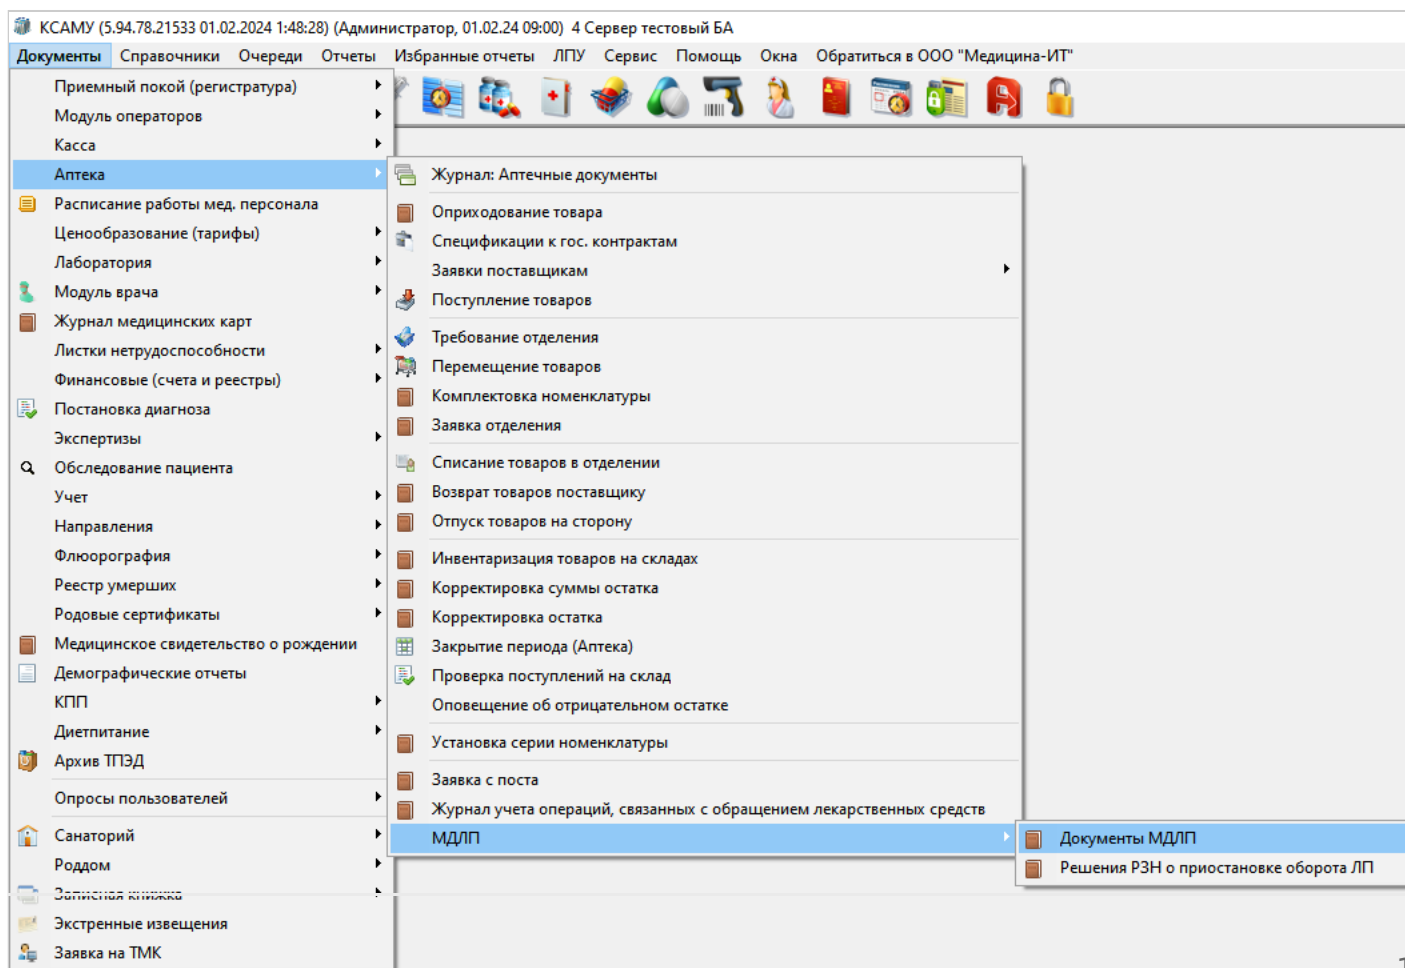 КСАМУ (5.94.78.21533 01.02.2024 1:48:28) (Администратор, 01.02.24 09:00) 4 Сервер тестовый БА
Документы Справочники Очереди Отчеты Избранные отчеты ЛПУ Сервис Помощь Окна Обратиться в ООО "Медицина-ИТ"
Приемный покой (регистратура)
Модуль операторов
Касса
Аптека
Расписание работы мед. персонала
Ценообразование (тарифы)
Лаборатория
Модуль врача
Журнал медицинских карт
Листки нетрудоспособности
Финансовые (счета и реестры)
Постановка диагноза
Экспертизы
Обследование пациента
Учет
Направления
Флюорография
Реестр умерших
Родовые сертификаты
Медицинское свидетельство о рождении
Демографические отчеты
КПП
Диетпитание
Архив ТПЭД
Опросы пользователей
Санаторий
Роддом
Записная книжка
Экстренные извещения
Заявка на ТМК
Журнал: Аптечные документы
Оприходование товара
Спецификации к гос. контрактам
Заявки поставщикам
Поступление товаров
Требование отделения
Перемещение товаров
Комплектовка номенклатуры
Заявка отделения
Списание товаров в отделении
Возврат товаров поставщику
Отпуск товаров на сторону
Инвентаризация товаров на складах
Корректировка суммы остатка
Корректировка остатка
Закрытие периода (Аптека)
Проверка поступлений на склад
Оповещение об отрицательном остатке
Установка серии номенклатуры
Заявка с поста
Журнал учета операций, связанных с обращением лекарственных средств
МДЛП
Документы МДЛП
Решения РЗН о приостановке оборота ЛП